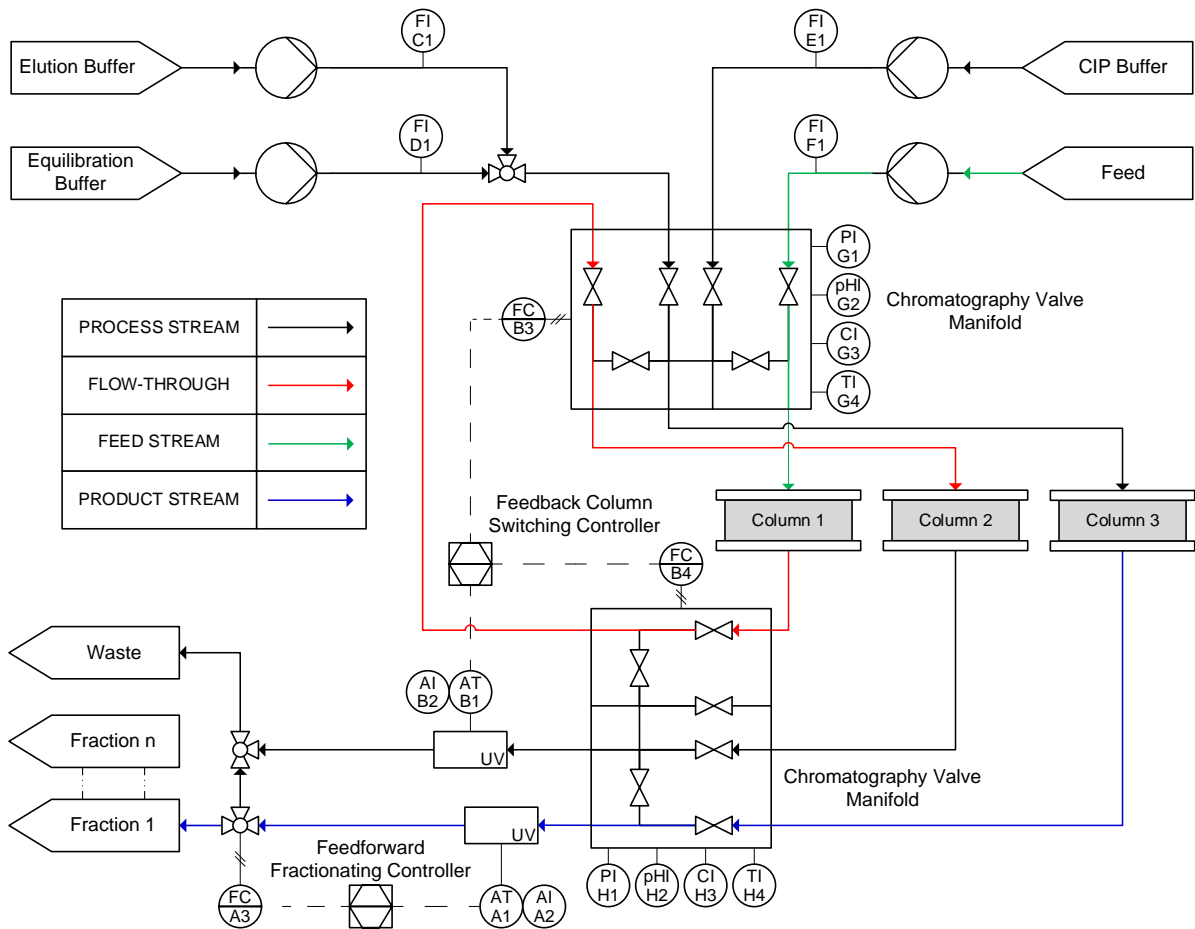 Elution Buffer
FI
C1
FI
E1
CIP Buffer
Equilibration
Buffer
FI
D1
FI
F1
Feed
PI
G1
pHI
G2
CI
G3
TI
G4
Chromatography Valve
Manifold
FC
B3
PROCESS STREAM
FLOW-THROUGH
FEED STREAM
PRODUCT STREAM
Feedback Column
Switching Controller
Column 1
Column 2
Column 3
FC
B4
Waste
AI
B2
AT
B1
UV
Fraction n
Chromatography Valve
Manifold
Fraction 1
UV
Feedforward
Fractionating Controller
FC
A3
AT
A1
AI
A2
PI
H1
pHI
H2
CI
H3
TI
H4